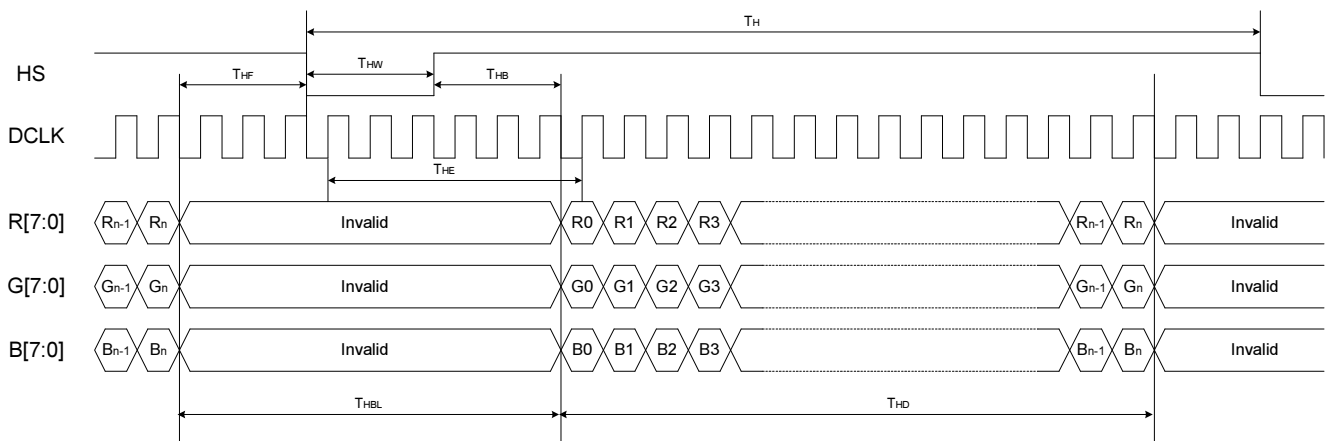 TH
HS
THF THW THB
DCLK
THE
R[7:0] Rn-1 Rn Invalid R0 R1 R2 R3 Rn-1 Rn Invalid
G[7:0] Gn-1 Gn Invalid G0 G1 G2 G3 Gn-1 Gn Invalid
B[7:0] Bn-1 Bn Invalid B0 B1 B2 B3 Bn-1 Bn Invalid
THBL THD